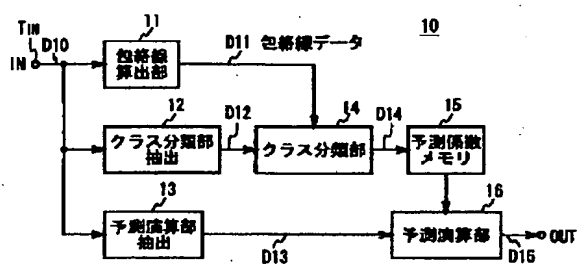 T IN
IN
D10
11
包絡線
算出部
D11 包絡線データ
10
12
クラス分類部
抽出
D12
14
クラス分類部
D14
15
予測係数
メモリ
13
予測演算部
抽出
D13
16
予測演算部
D16
OUT